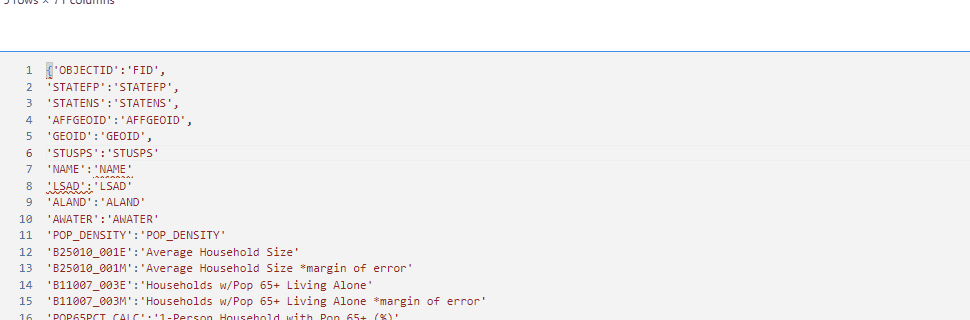 5 rows × 71 columns
1 {'OBJECTID':'FID',
2 'STATEFP':'STATEFP',
3 'STATENS':'STATENS',
4 'AFFGEOID':'AFFGEOID',
5 'GEOID':'GEOID',
6 'STUSPS':'STUSPS'
7 'NAME':'NAME'
8 'LSAD':'LSAD'
9 'ALAND':'ALAND'
10 'AWATER':'AWATER'
11 'POP_DENSITY':'POP_DENSITY'
12 'B25010_001E':'Average Household Size'
13 'B25010_001M':'Average Household Size *margin of error'
14 'B11007_003E':'Households w/Pop 65+ Living Alone'
15 'B11007_003M':'Households w/Pop 65+ Living Alone *margin of error'
16 'POP65PCT_CALC':'1-Person Household with Pop 65+ (%)'